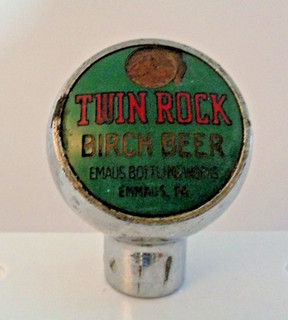 TWIN ROCK
BIRCH BEER
EMAUS BOTTLING WORKS
EMMAUS, PA.